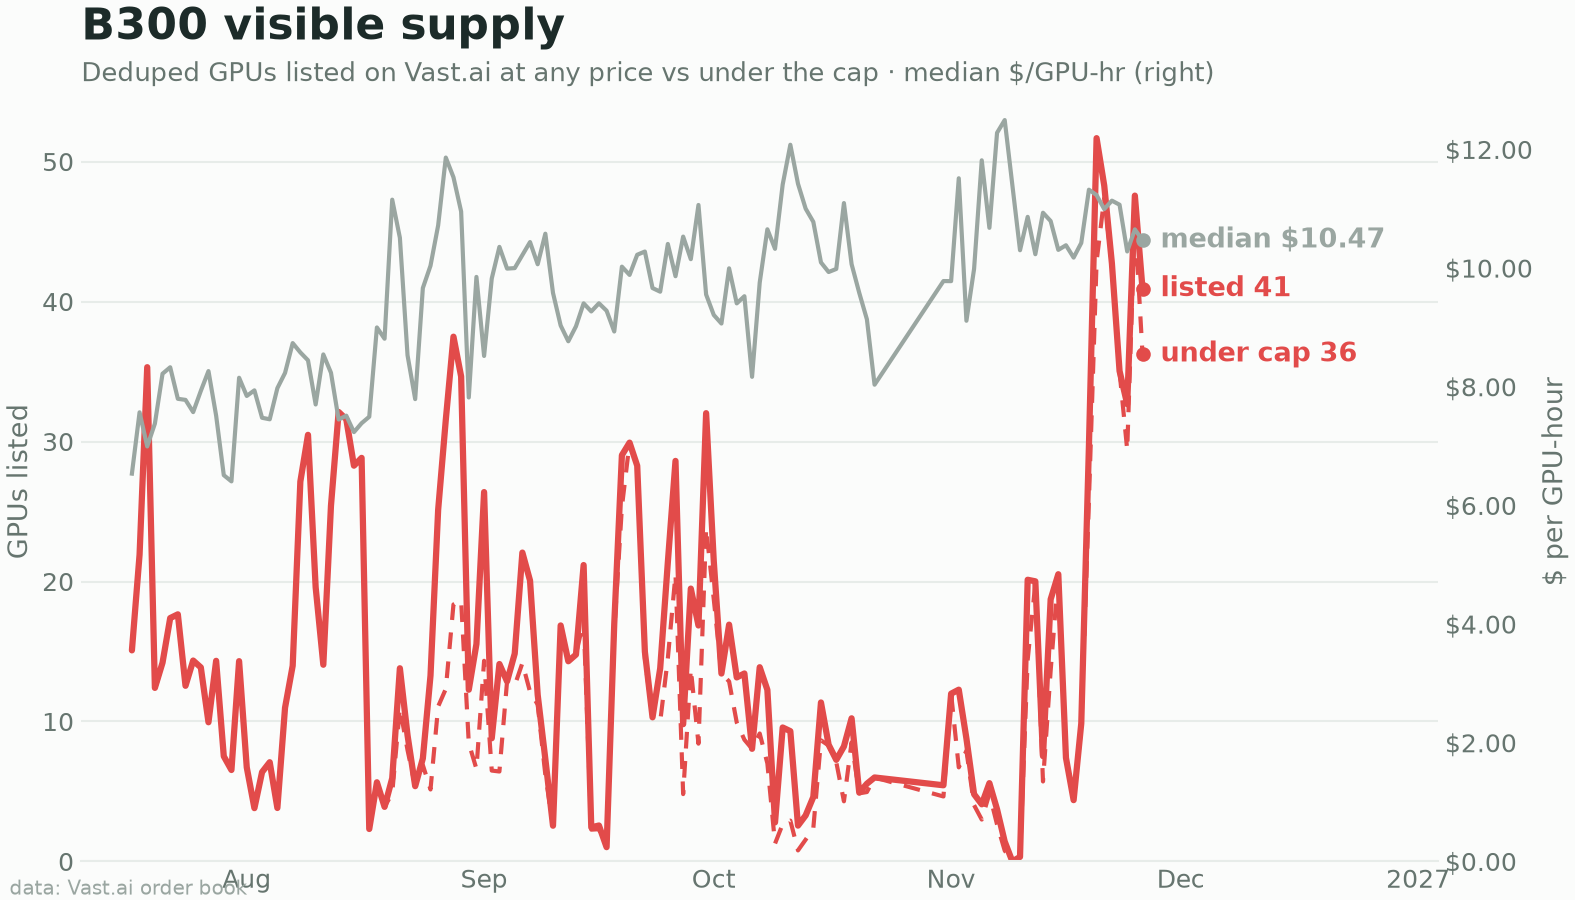 B300 visible supply
Deduped GPUs listed on Vast.ai at any price vs under the cap · median $/GPU-hr (right)
GPUs listed
50
40
30
20
10
0
$12.00
$10.00
$8.00
$6.00
$4.00
$2.00
$0.00
$ per GPU-hour
median $10.47
listed 41
under cap 36
Aug
Sep
Oct
Nov
Dec
2027
data: Vast.ai order book